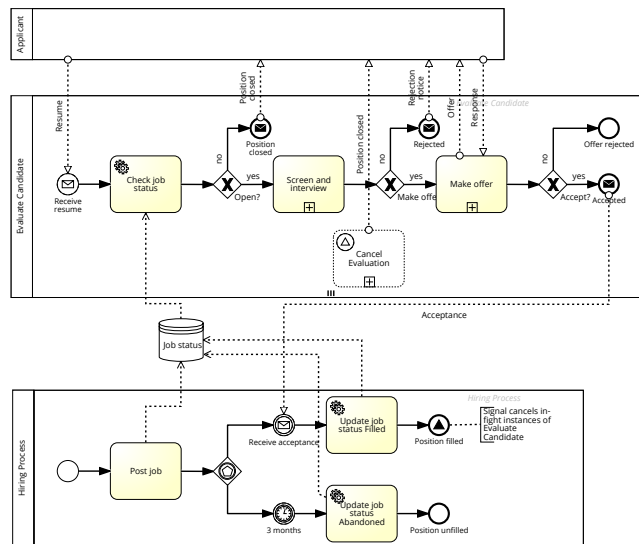 Applicant
Resume
Position
closed
Position closed
Rejection
notice
Offer
Response
Evaluate Candidate
Evaluate Candidate
Receive
resume
Check job
status
no
yes
Open?
Position
closed
Screen and
interview
no
yes
Make offe
Rejected
Make offer
no
yes
Accept?
Offer rejected
Accepted
Cancel
Evaluation
Acceptance
Job status
Hiring Process
Hiring Process
Post job
Receive acceptance
Update job
status Filled
Position filled
Signal cancels in-
fight instances of
Evaluate
Candidate
3 months
Update job
status
Abandoned
Position unfilled